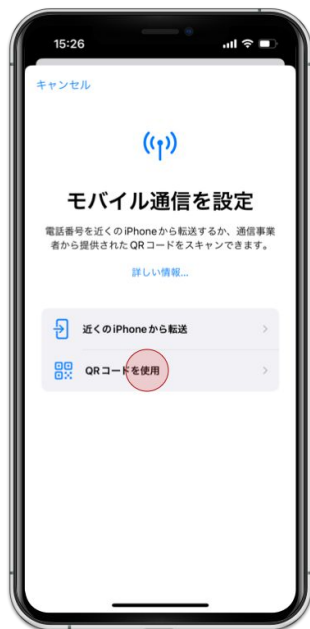 15:26
キャンセル
モバイル通信を設定
電話番号を近くのiPhoneから転送するか、通信事業
者から提供されたQRコードをスキャンできます。
詳しい情報...
近くのiPhoneから転送
QRコードを使用